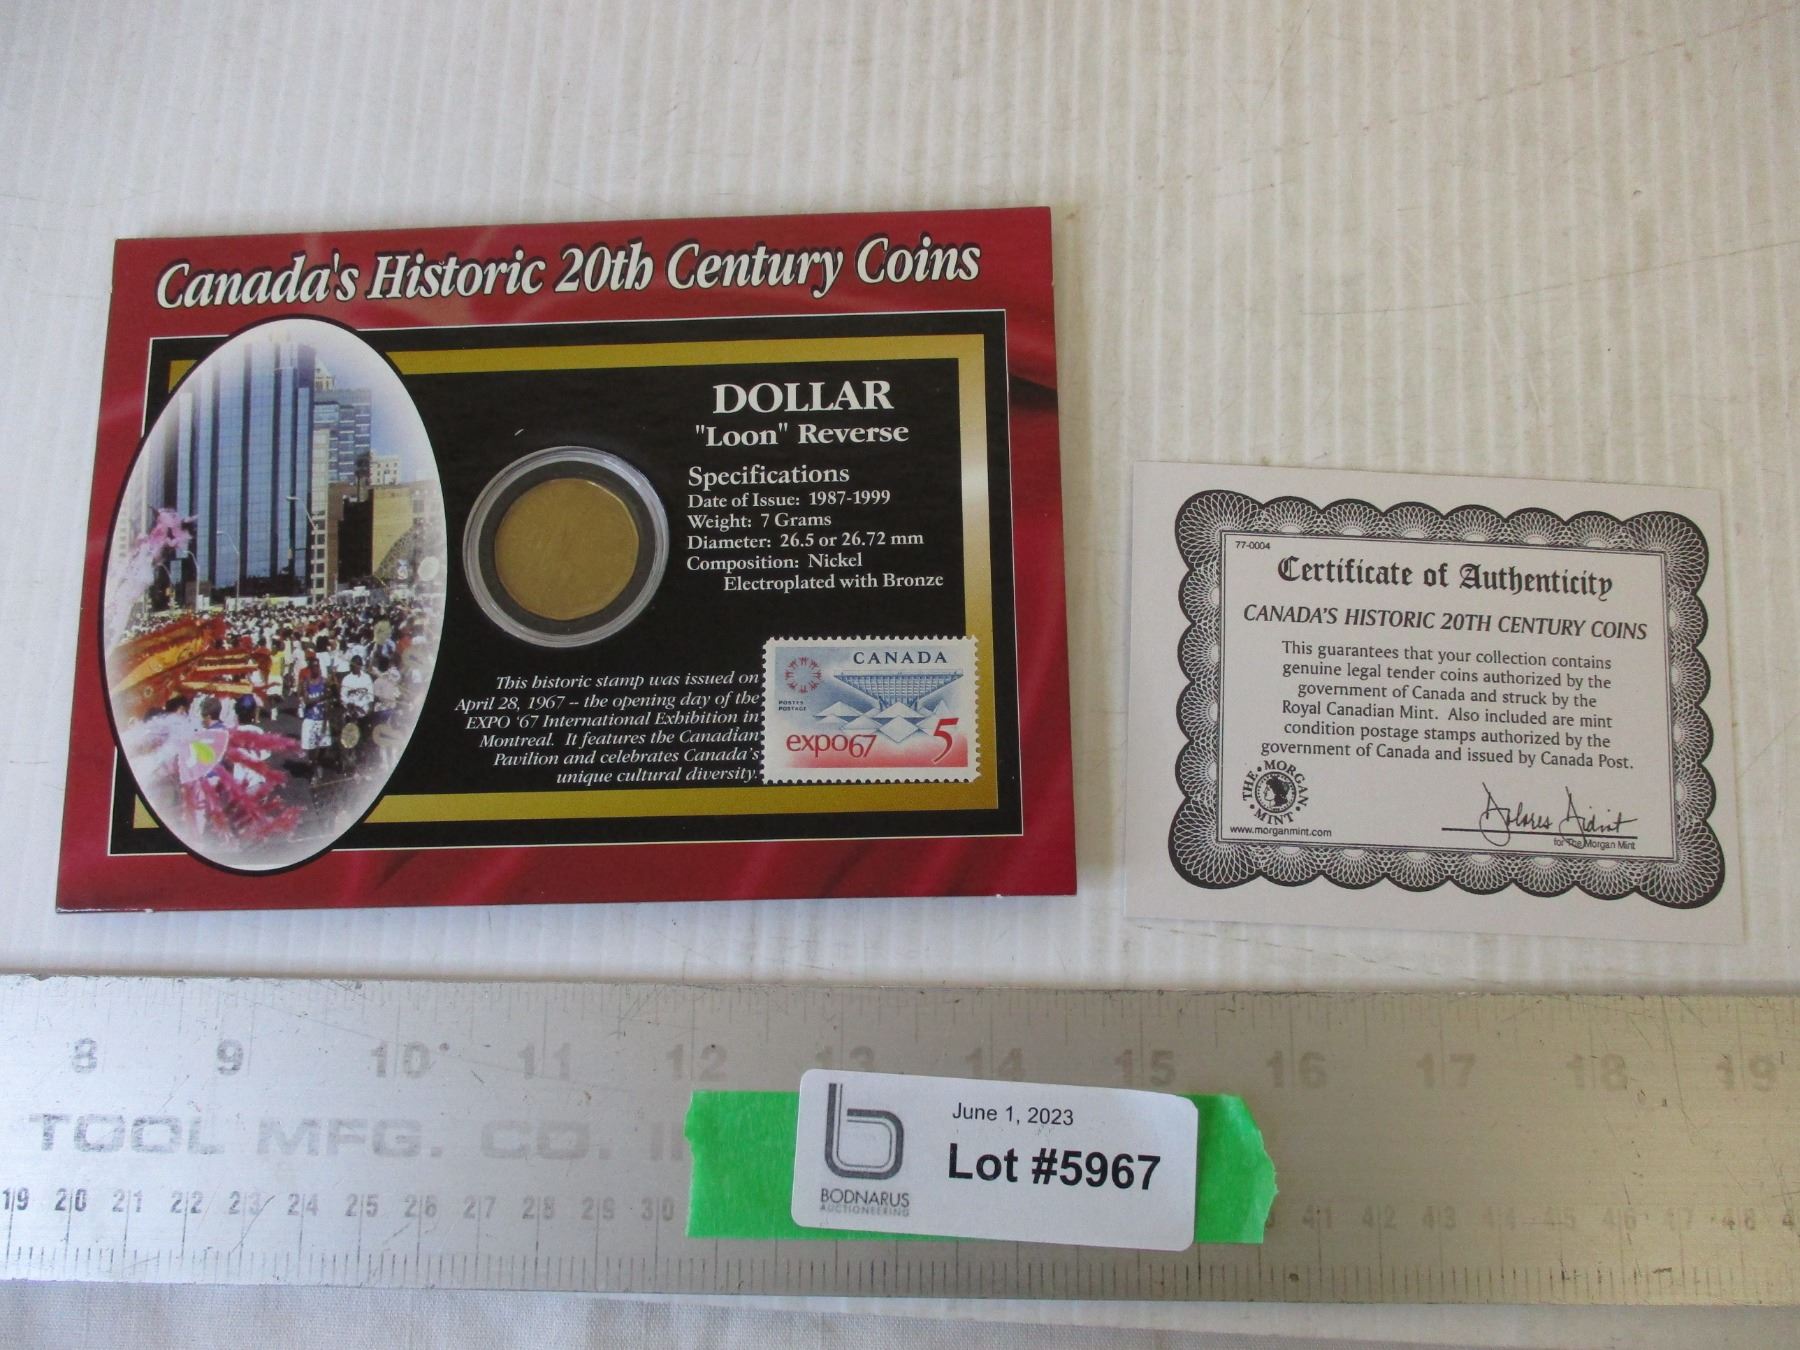 Canada's Historic 20th Century Coins
DOLLAR
"Loon" Reverse
Specifications
Date of Issue: 1987-1999
Weight: 7 Grams
Diameter: 26.5 or 26.72 mm
Composition: Nickel
Electroplated with Bronze
This historic stamp was issued on
April 28, 1967 -- the opening day of the
EXPO '67 International Exhibition in
Montreal. It features the Canadian
Pavilion and celebrates Canada's
unique cultural diversity.
CANADA
POSTES
POSTAGE
expo67 5
77-0004
Certificate of Authenticity
CANADA'S HISTORIC 20TH CENTURY COINS
This guarantees that your collection contains
genuine legal tender coins authorized by the
government of Canada and struck by the
Royal Canadian Mint. Also included are mint
condition postage stamps authorized by the
government of Canada and issued by Canada Post.
THE MORGAN MINT
www.morganmint.com
for The Morgan Mint
8 9 10 11 12 13 14 15 16 17 18 19
TOOL MFG. CO. I
19 20 21 22 23 24 25 26 27 28 29 30 41 42 43 44 45 46 47 48
b
June 1, 2023
Lot #5967
BODNARUS
AUCTIONEERING